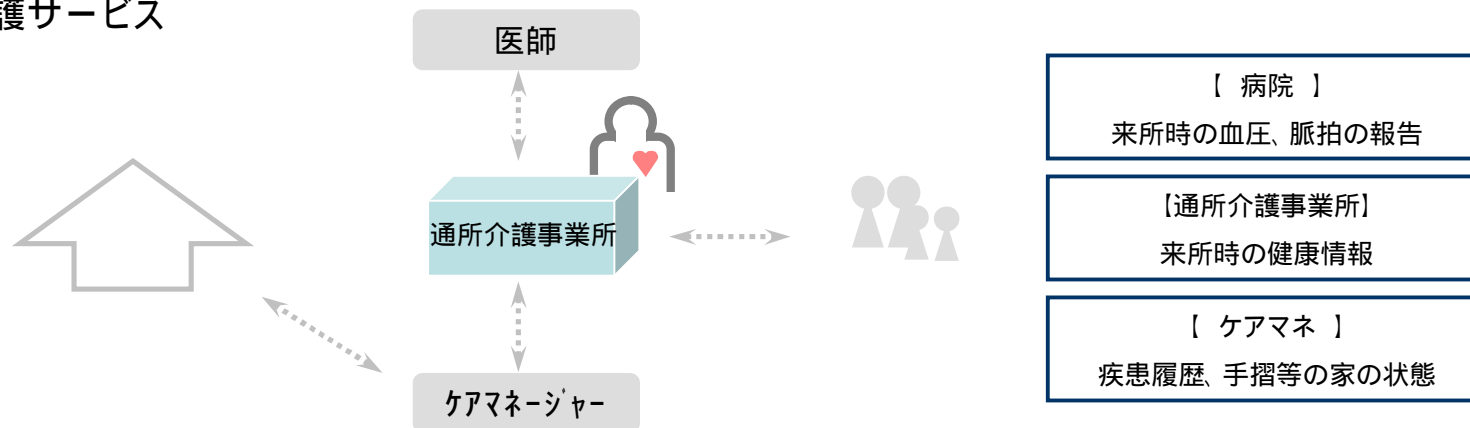 護サービス
医師
通所介護事業所
ケアマネージャー
【 病院 】
来所時の血圧、脈拍の報告
【通所介護事業所】
来所時の健康情報
【 ケアマネ 】
疾患履歴、手摺等の家の状態